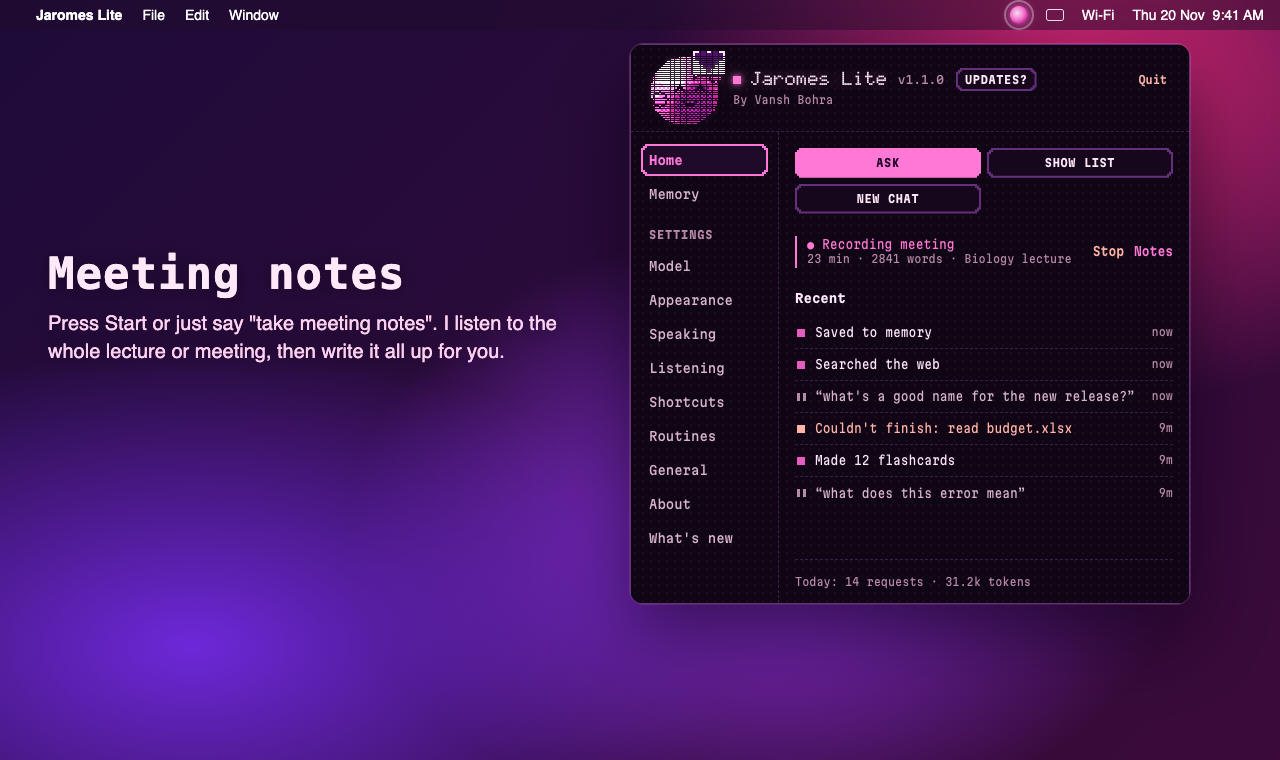 Jaromes Lite File Edit Window Wi-Fi Thu 20 Nov 9:41 AM
Jaromes Lite v1.1.0 UPDATES? Quit
By Vansh Bohra
Home
Memory
SETTINGS
Model
Appearance
Speaking
Listening
Shortcuts
Routines
General
About
What's new
ASK SHOW LIST
NEW CHAT
● Recording meeting
23 min · 2841 words · Biology lecture
Stop Notes
Recent
Saved to memory now
Searched the web now
“what's a good name for the new release?” now
Couldn't finish: read budget.xlsx 9m
Made 12 flashcards 9m
“what does this error mean” 9m
Today: 14 requests · 31.2k tokens
Meeting notes
Press Start or just say "take meeting notes". I listen to the
whole lecture or meeting, then write it all up for you.